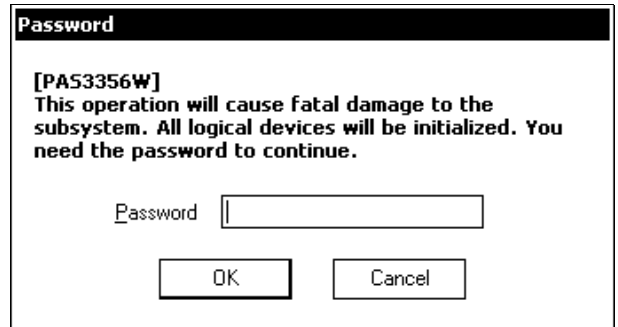 Password
[PAS3356W]
This operation will cause fatal damage to the
subsystem. All logical devices will be initialized. You
need the password to continue.
Password
OK Cancel